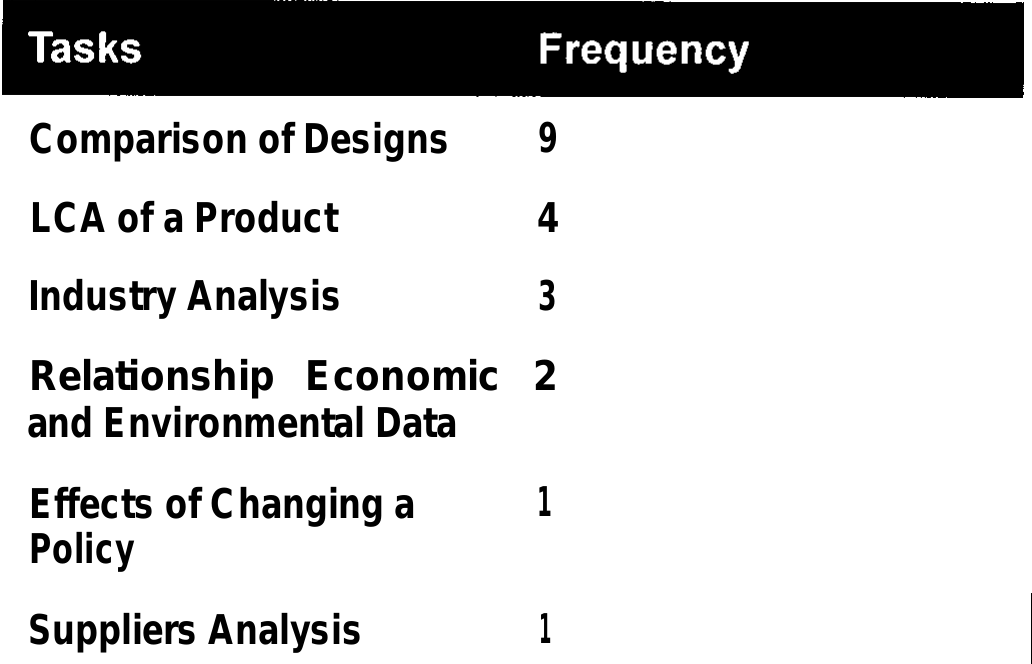 Tasks Frequency
Comparison of Designs 9
LCA of a Product 4
Industry Analysis 3
Relationship Economic 2
and Environmental Data
Effects of Changing a 1
Policy
Suppliers Analysis 1